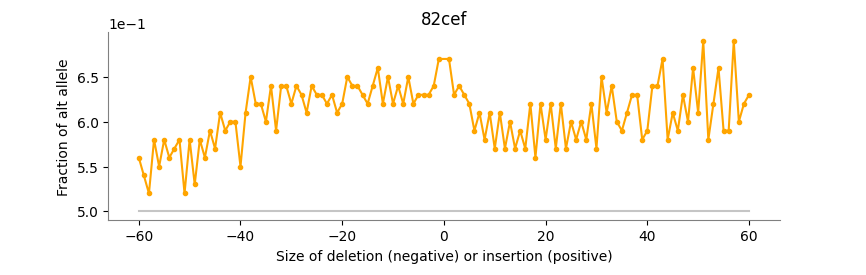 82cef
1e−1
6.5
6.0
5.5
5.0
Fraction of alt allele
−60 −40 −20 0 20 40 60
Size of deletion (negative) or insertion (positive)